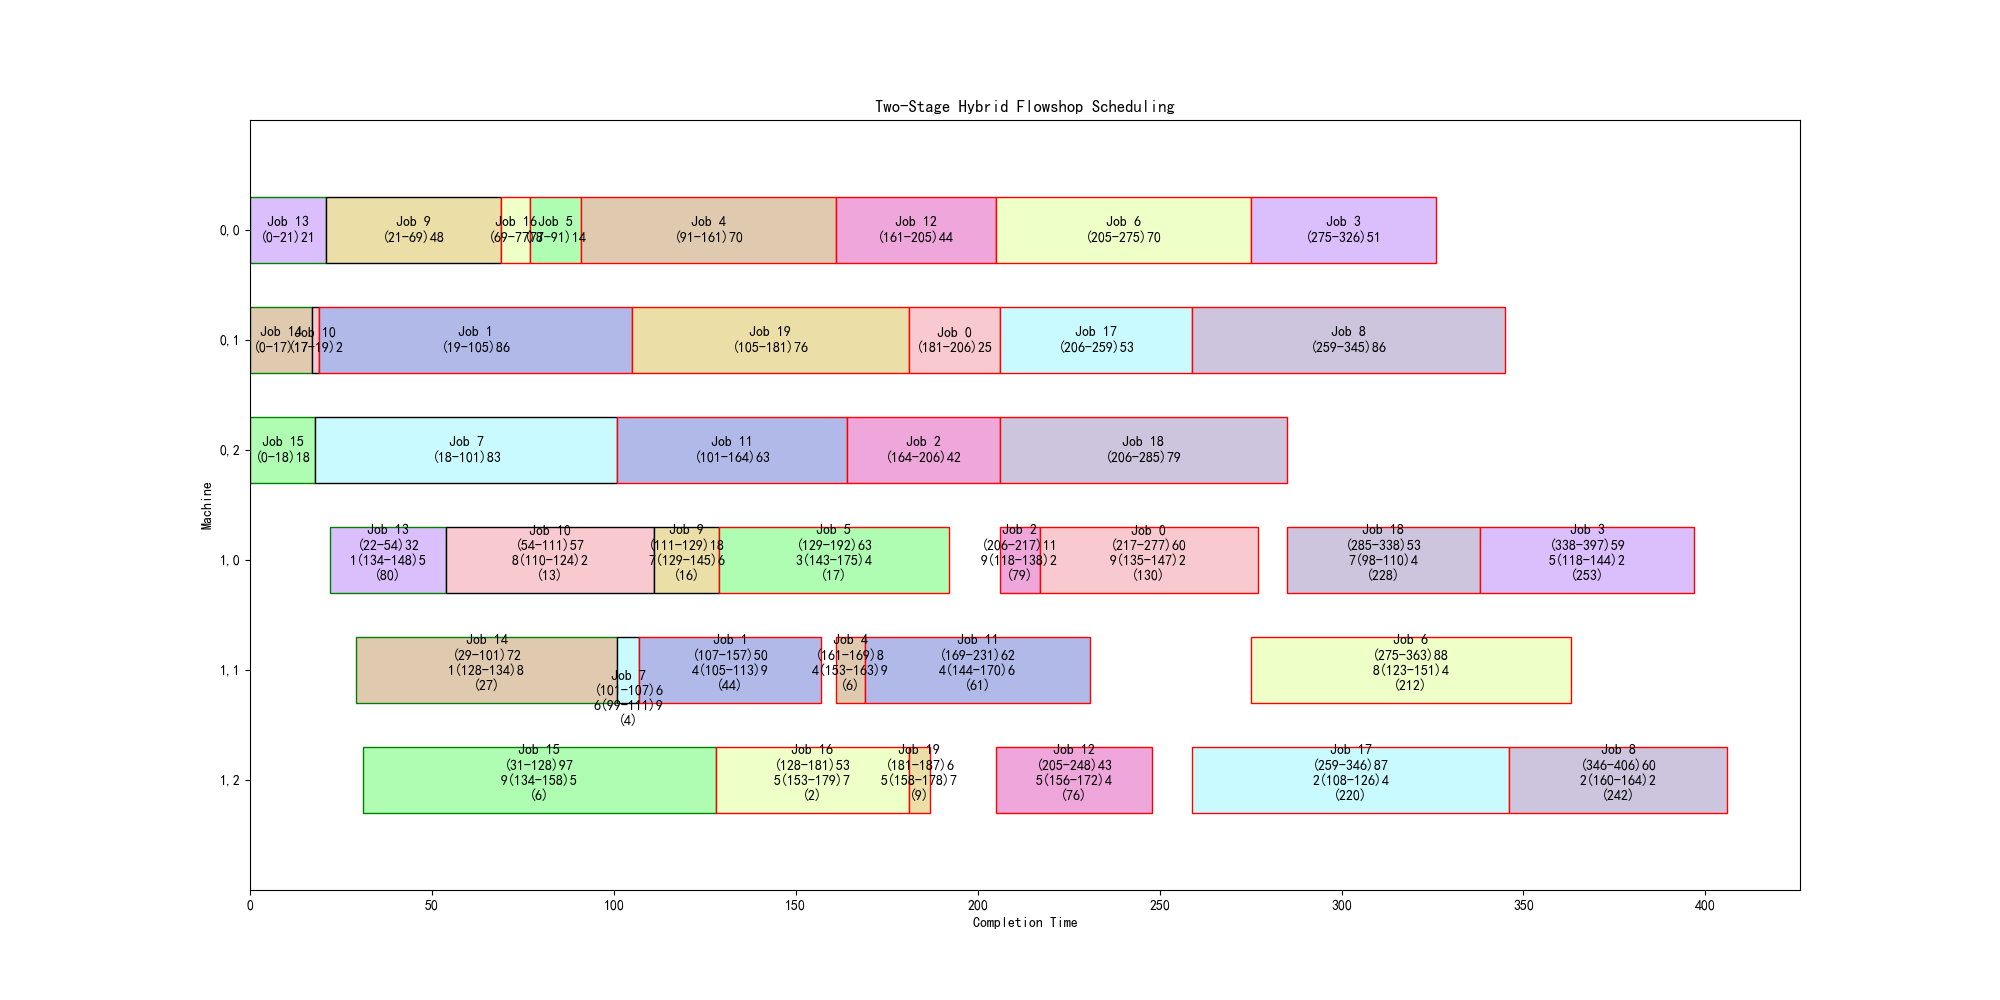 Two-Stage Hybrid Flowshop Scheduling
Machine
0,0
Job 13
(0-21)21
Job 9
(21-69)48
Job 16
(69-77)8
Job 5
(77-91)14
Job 4
(91-161)70
Job 12
(161-205)44
Job 6
(205-275)70
Job 3
(275-326)51
0,1
Job 14
(0-17)17
Job 10
(17-19)2
Job 1
(19-105)86
Job 19
(105-181)76
Job 0
(181-206)25
Job 17
(206-259)53
Job 8
(259-345)86
0,2
Job 15
(0-18)18
Job 7
(18-101)83
Job 11
(101-164)63
Job 2
(164-206)42
Job 18
(206-285)79
1,0
Job 13
(22-54)32
1(134-148)5
(80)
Job 10
(54-111)57
8(110-124)2
(13)
Job 9
(111-129)18
7(129-145)6
(16)
Job 5
(129-192)63
3(143-175)4
(17)
Job 2
(206-217)11
9(118-138)2
(79)
Job 0
(217-277)60
9(135-147)2
(130)
Job 18
(285-338)53
7(98-110)4
(228)
Job 3
(338-397)59
5(118-144)2
(253)
1,1
Job 14
(29-101)72
1(128-134)8
(27)
Job 7
(101-107)6
6(99-111)9
(4)
Job 1
(107-157)50
4(105-113)9
(44)
Job 4
(161-169)8
4(153-163)9
(6)
Job 11
(169-231)62
4(144-170)6
(61)
Job 6
(275-363)88
8(123-151)4
(212)
1,2
Job 15
(31-128)97
9(134-158)5
(6)
Job 16
(128-181)53
5(153-179)7
(2)
Job 19
(181-187)6
5(158-178)7
(9)
Job 12
(205-248)43
5(156-172)4
(76)
Job 17
(259-346)87
2(108-126)4
(220)
Job 8
(346-406)60
2(160-164)2
(242)
0 50 100 150 200 250 300 350 400
Completion Time